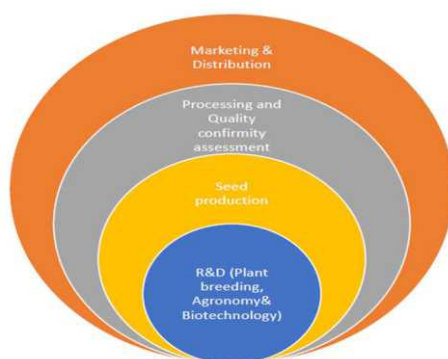 Marketing &
Distribution
Processing and
Quality
confirmity
assessment
Seed
production
R&D (Plant
breeding,
Agronomy&
Biotechnology)